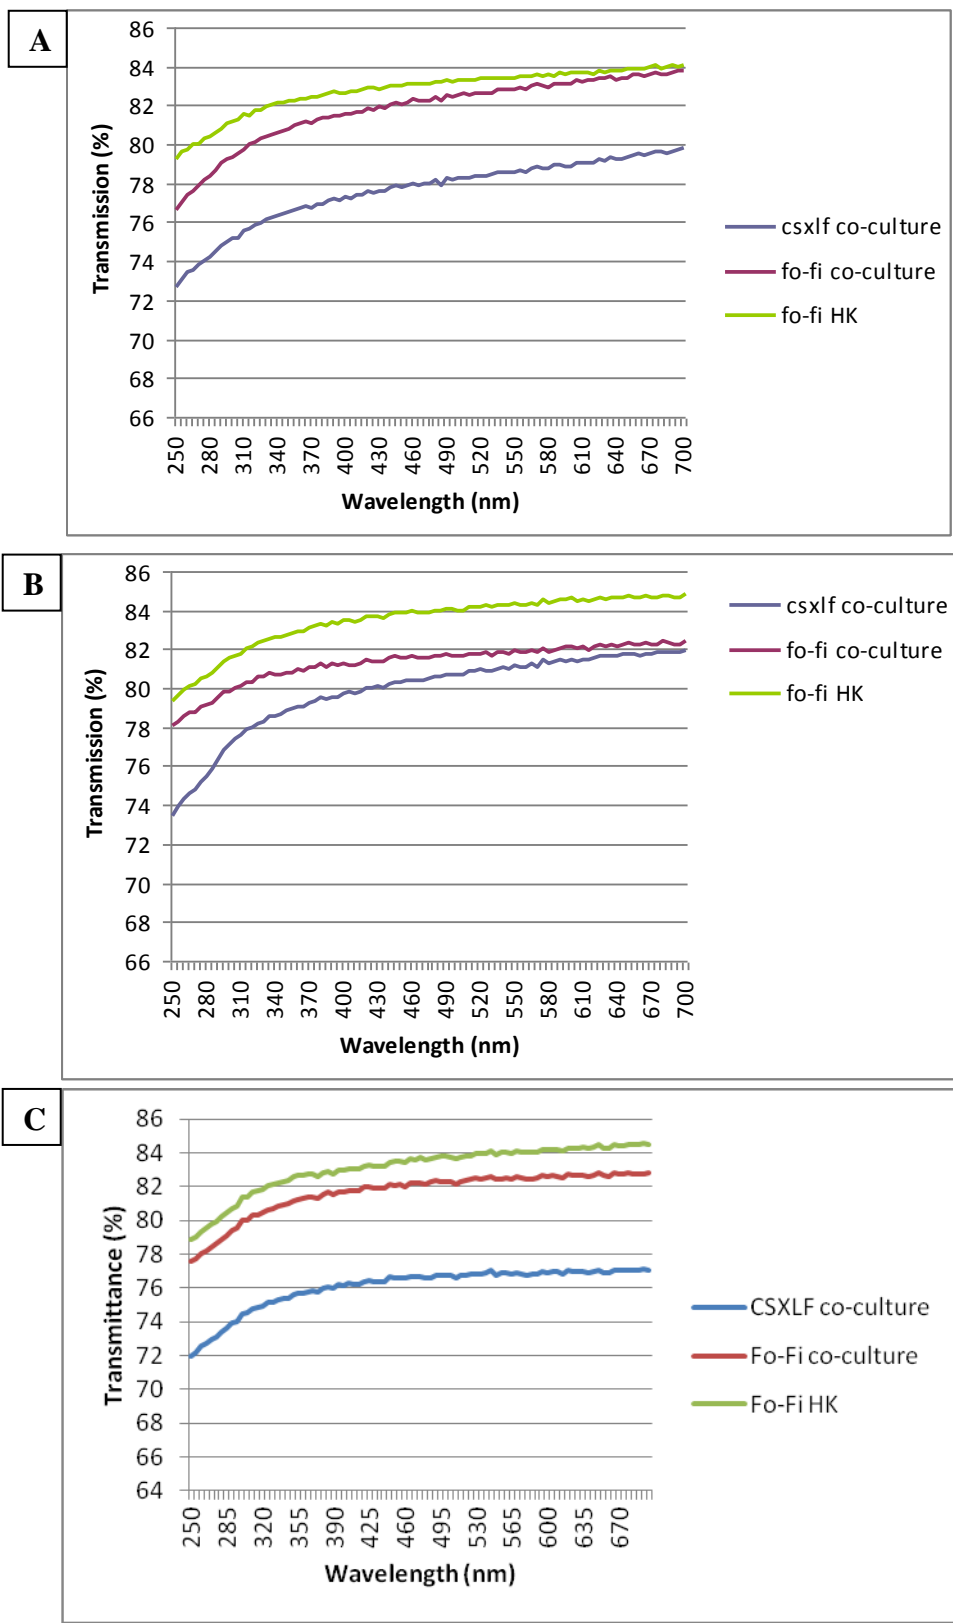 A
86
84
82
80
78
76
74
72
70
68
66
Transmission (%)
250 280 310 340 370 400 430 460 490 520 550 580 610 640 670 700
Wavelength (nm)
csxlf co-culture
fo-fi co-culture
fo-fi HK
B
86
84
82
80
78
76
74
72
70
68
66
Transmission (%)
250 280 310 340 370 400 430 460 490 520 550 580 610 640 670 700
Wavelength (nm)
csxlf co-culture
fo-fi co-culture
fo-fi HK
C
86
84
82
80
78
76
74
72
70
68
66
64
Transmittance (%)
250 285 320 355 390 425 460 495 530 565 600 635 670
Wavelength (nm)
CSXLF co-culture
Fo-Fi co-culture
Fo-Fi HK